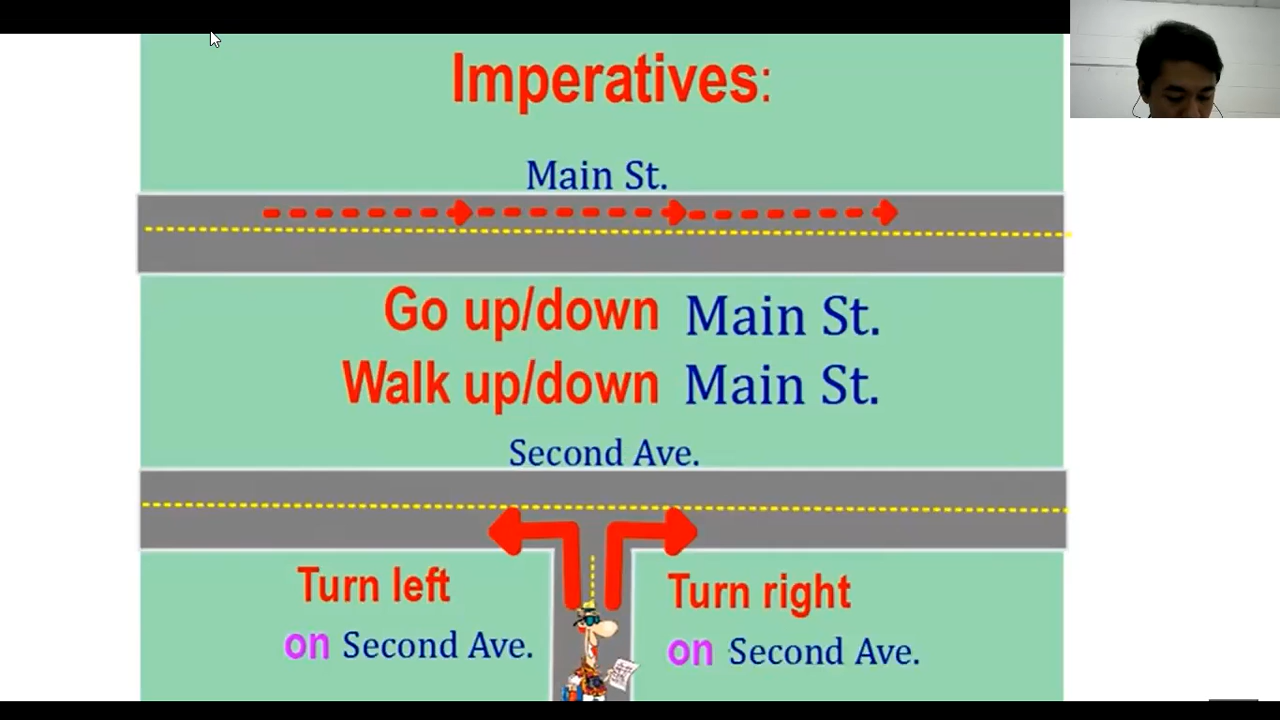 Imperatives:
Main St.
Go up/down Main St.
Walk up/down Main St.
Second Ave.
Turn left
on Second Ave.
Turn right
on Second Ave.